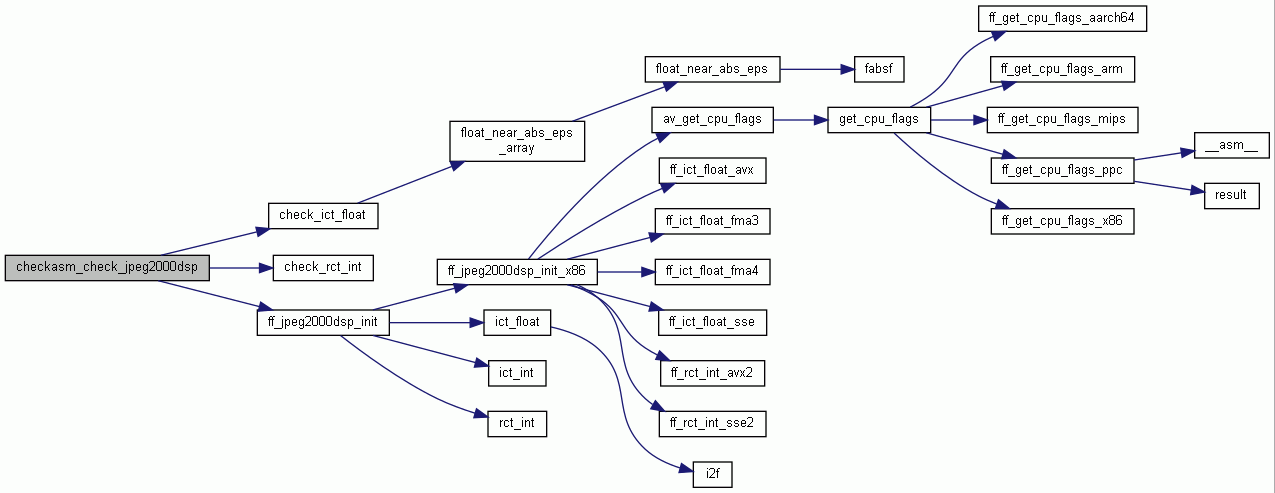 ff_get_cpu_flags_aarch64
float_near_abs_eps
fabsf
ff_get_cpu_flags_arm
float_near_abs_eps
_array
av_get_cpu_flags
get_cpu_flags
ff_get_cpu_flags_mips
__asm__
ff_ict_float_avx
ff_get_cpu_flags_ppc
result
check_ict_float
ff_ict_float_fma3
ff_get_cpu_flags_x86
checkasm_check_jpeg2000dsp
check_rct_int
ff_jpeg2000dsp_init_x86
ff_ict_float_fma4
ff_jpeg2000dsp_init
ict_float
ff_ict_float_sse
ict_int
ff_rct_int_avx2
rct_int
ff_rct_int_sse2
i2f